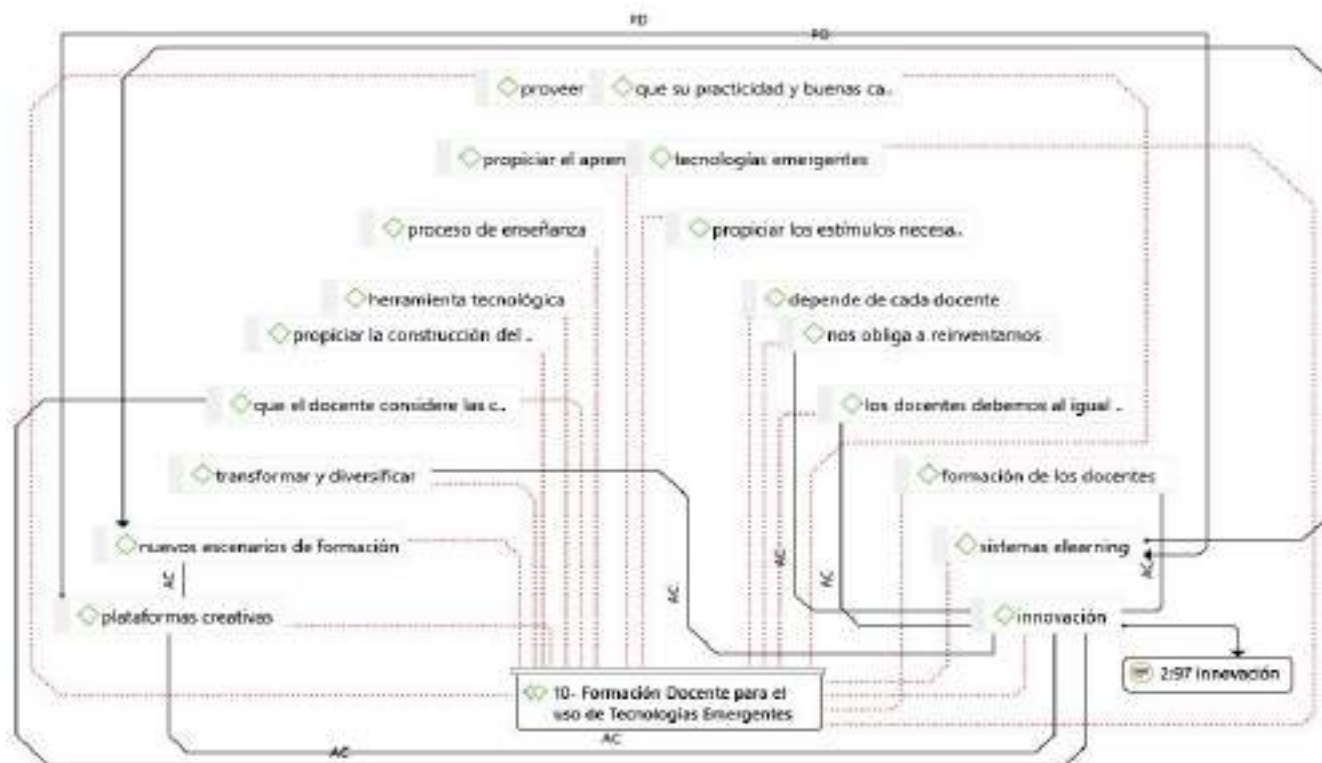 PD
PD
proveer
que su practicidad y buenas ca..
propiciar el apren
tecnologías emergentes
proceso de enseñanza
propiciar los estímulos necesa..
herramienta tecnológica
depende de cada docente
propiciar la construcción del ..
nos obliga a reinventarnos
que el docente considere las c..
los docentes debemos al igual ..
transformar y diversificar
formación de los docentes
nuevos escenarios de formación
sistemas elearning
AC
AC
AC
AC
AC
plataformas creativas
innovación
2:97 innovación
10- Formación Docente para el
uso de Tecnologías Emergentes
AC
AC